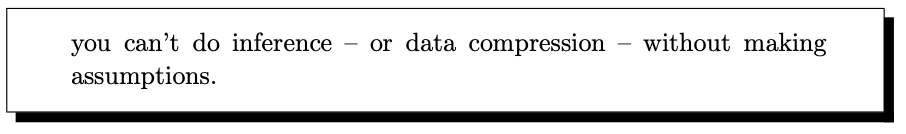 you can't do inference – or data compression – without making
assumptions.